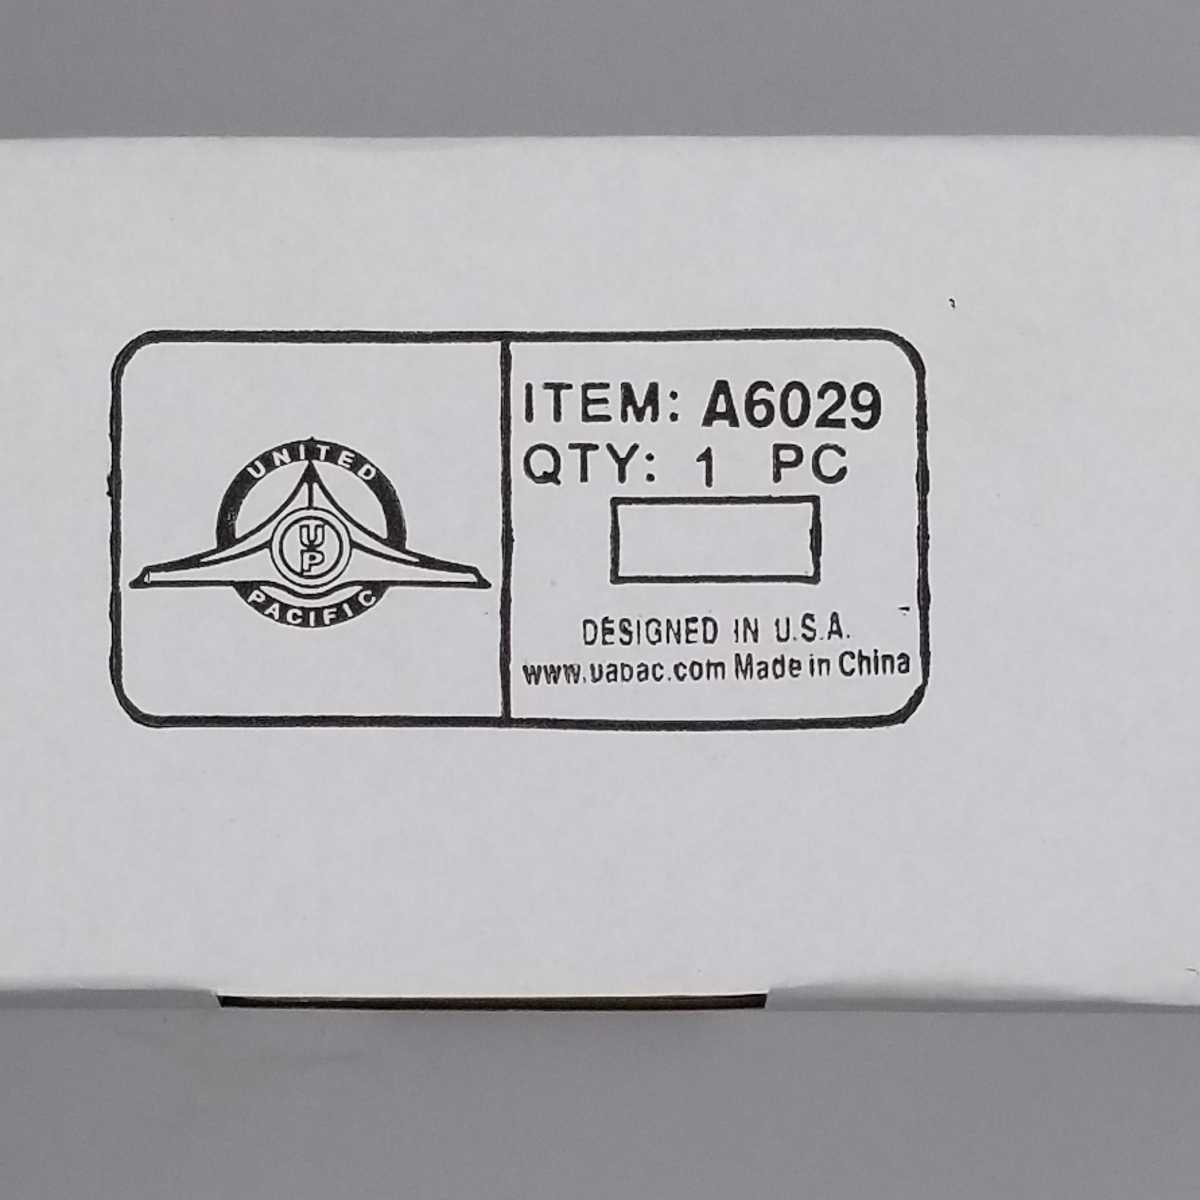 UNITED
UP
PACIFIC
ITEM: A6029
QTY: 1 PC
DESIGNED IN U.S.A.
www.uapac.com Made in China